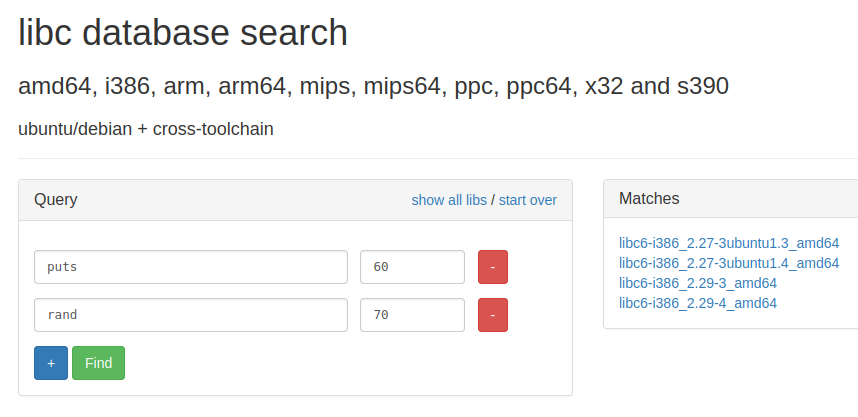 libc database search
amd64, i386, arm, arm64, mips, mips64, ppc, ppc64, x32 and s390
ubuntu/debian + cross-toolchain
Query show all libs / start over
puts 60 -
rand 70 -
+ Find
Matches
libc6-i386_2.27-3ubuntu1.3_amd64
libc6-i386_2.27-3ubuntu1.4_amd64
libc6-i386_2.29-3_amd64
libc6-i386_2.29-4_amd64